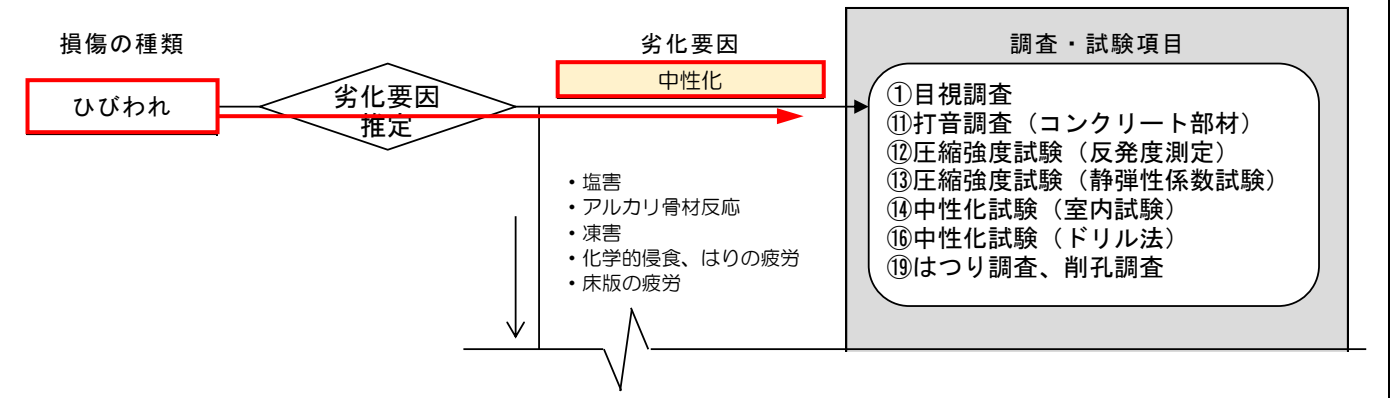 損傷の種類
劣化要因
調査・試験項目
ひびわれ
劣化要因
推定
中性化
・塩害
・アルカリ骨材反応
・凍害
・化学的侵食、はりの疲労
・床版の疲労
①目視調査
⑪打音調査（コンクリート部材）
⑫圧縮強度試験（反発度測定）
⑬圧縮強度試験（静弾性係数試験）
⑭中性化試験（室内試験）
⑯中性化試験（ドリル法）
⑲はつり調査、削孔調査